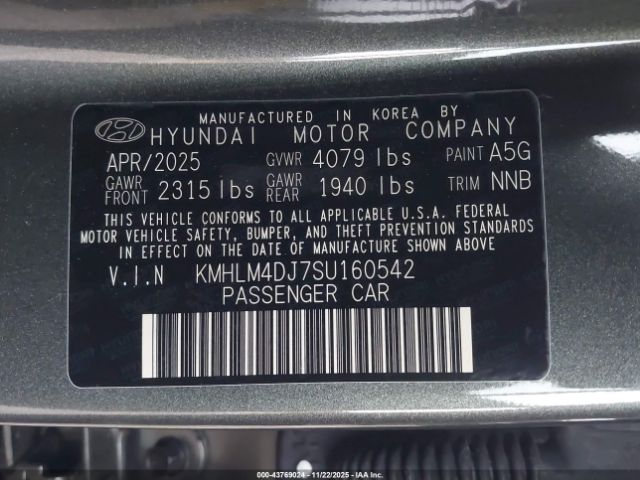 MANUFACTURED IN KOREA BY
HYUNDAI MOTOR COMPANY
APR/2025 GVWR 4079 lbs PAINT A5G
GAWR FRONT 2315 lbs GAWR REAR 1940 lbs TRIM NNB
THIS VEHICLE CONFORMS TO ALL APPLICABLE U.S.A. FEDERAL
MOTOR VEHICLE SAFETY, BUMPER, AND THEFT PREVENTION STANDARDS
IN EFFECT ON THE DATE OF MANUFACTURE SHOWN ABOVE
V.I.N KMHLM4DJ7SU160542
PASSENGER CAR
000-43769024 - 11/22/2025 - IAAI.CA